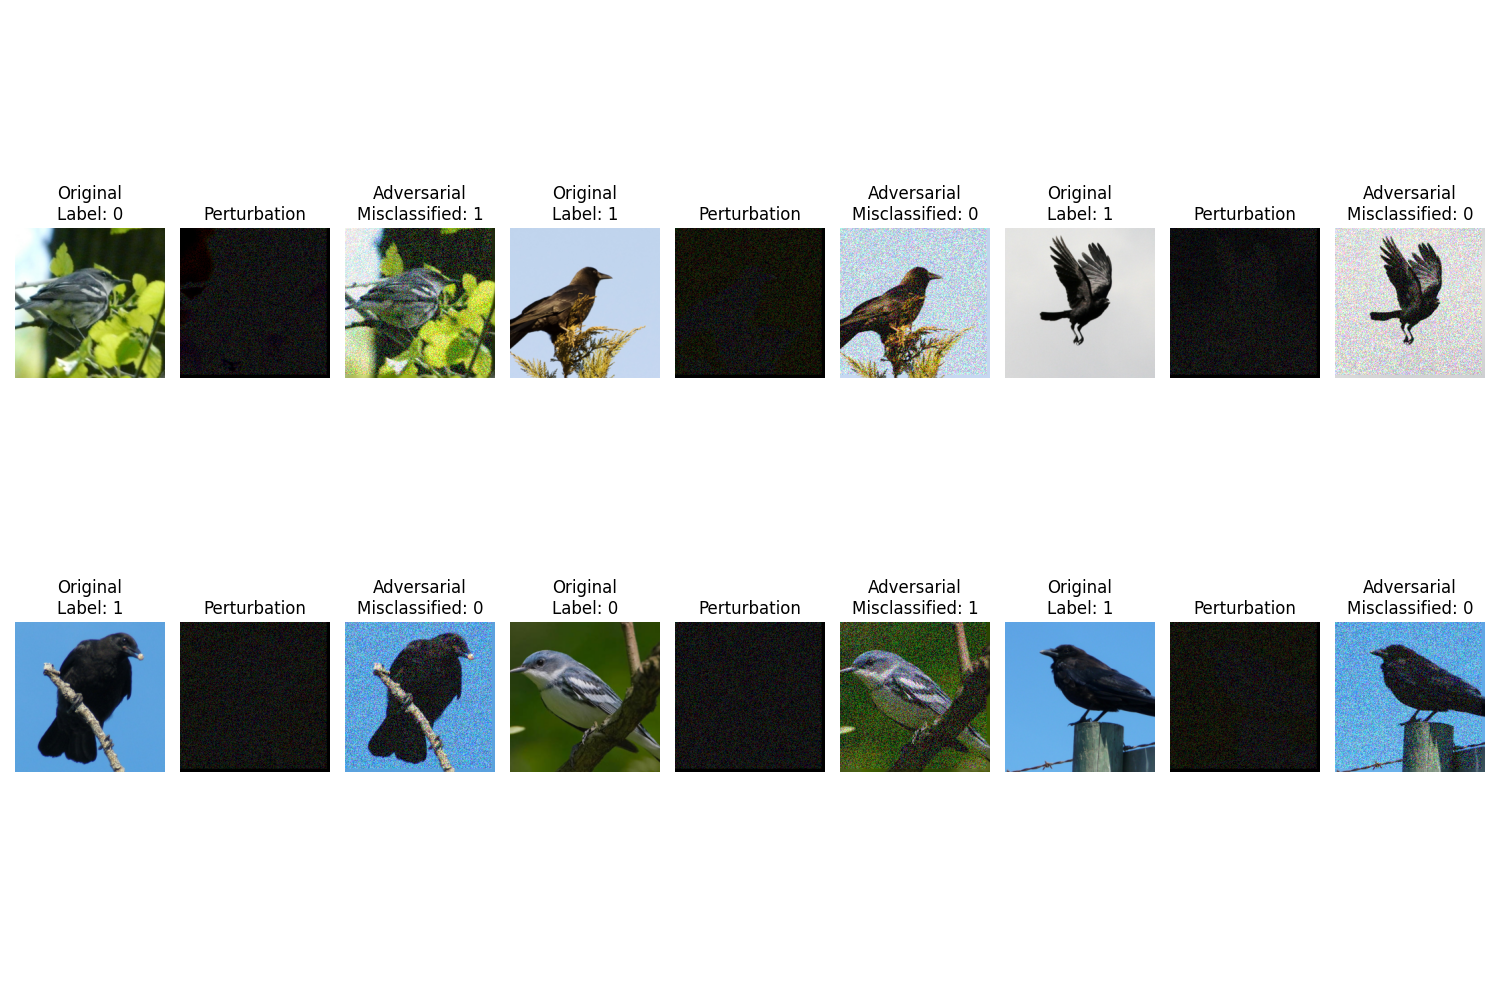 Original
Label: 0
Perturbation
Adversarial
Misclassified: 1
Original
Label: 1
Perturbation
Adversarial
Misclassified: 0
Original
Label: 1
Perturbation
Adversarial
Misclassified: 0
Original
Label: 1
Perturbation
Adversarial
Misclassified: 0
Original
Label: 0
Perturbation
Adversarial
Misclassified: 1
Original
Label: 1
Perturbation
Adversarial
Misclassified: 0